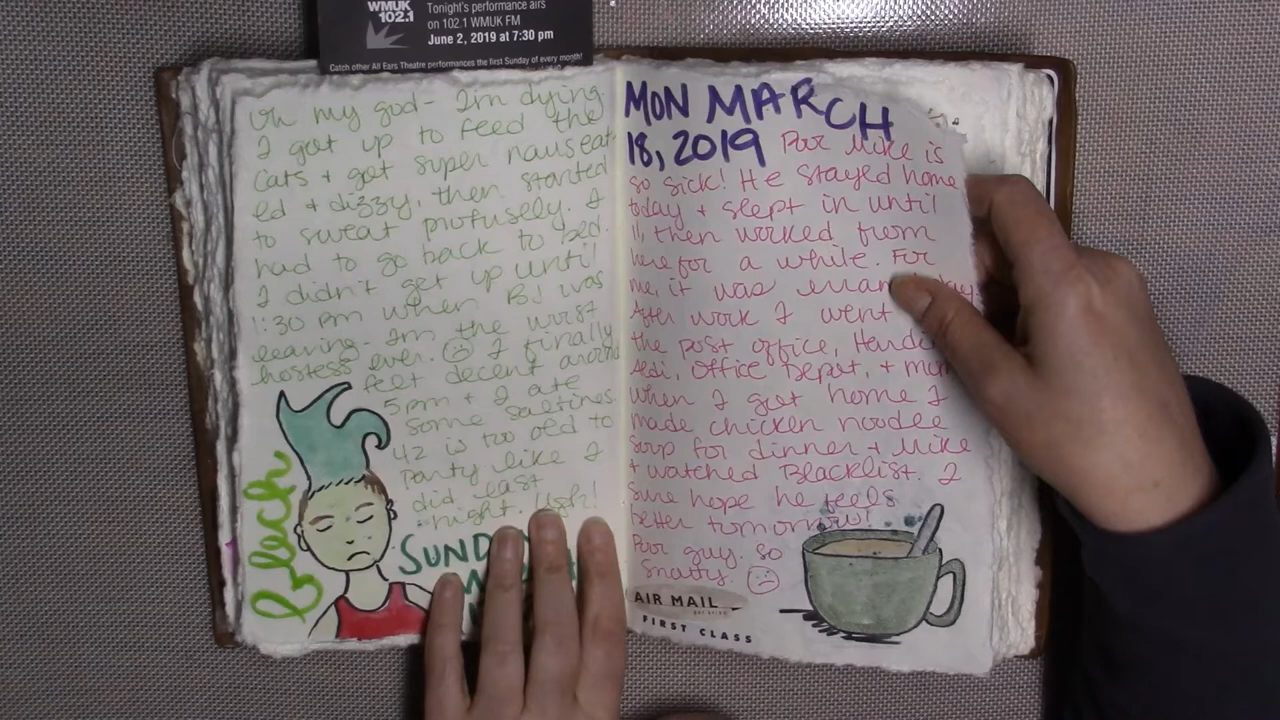 WMUK
102.1
Tonight's performance airs
on 102.1 WMUK FM
June 2, 2019 at 7:30 pm
Catch other All Ears Theatre performances the first Sunday of every month!
Oh my god- I'm dying
I got up to feed the
cats + got super nauseat-
ed + dizzy, then started
to sweat profusely. I
had to go back to bed.
I didn't get up until
1:30 pm when BJ was
leaving. I'm the worst
hostess ever. I finally
felt decent around
5pm + I ate
some saltines.
42 is too old to
party like I
did last
night. Ugh!
blech
SUNDAY
MON MARCH
18, 2019 Poor Mike is
so sick! He stayed home
today + slept in until
11, then worked from
here for a while. For
me, it was
After work I went
the post office,
Aldi, Office Depot, +
When I got home I
made chicken noodle
soup for dinner + Mike
+ watched Blacklist. I
sure hope he feels
better tomorrow!
Poor guy. So
snotty.
AIR MAIL
FIRST CLASS